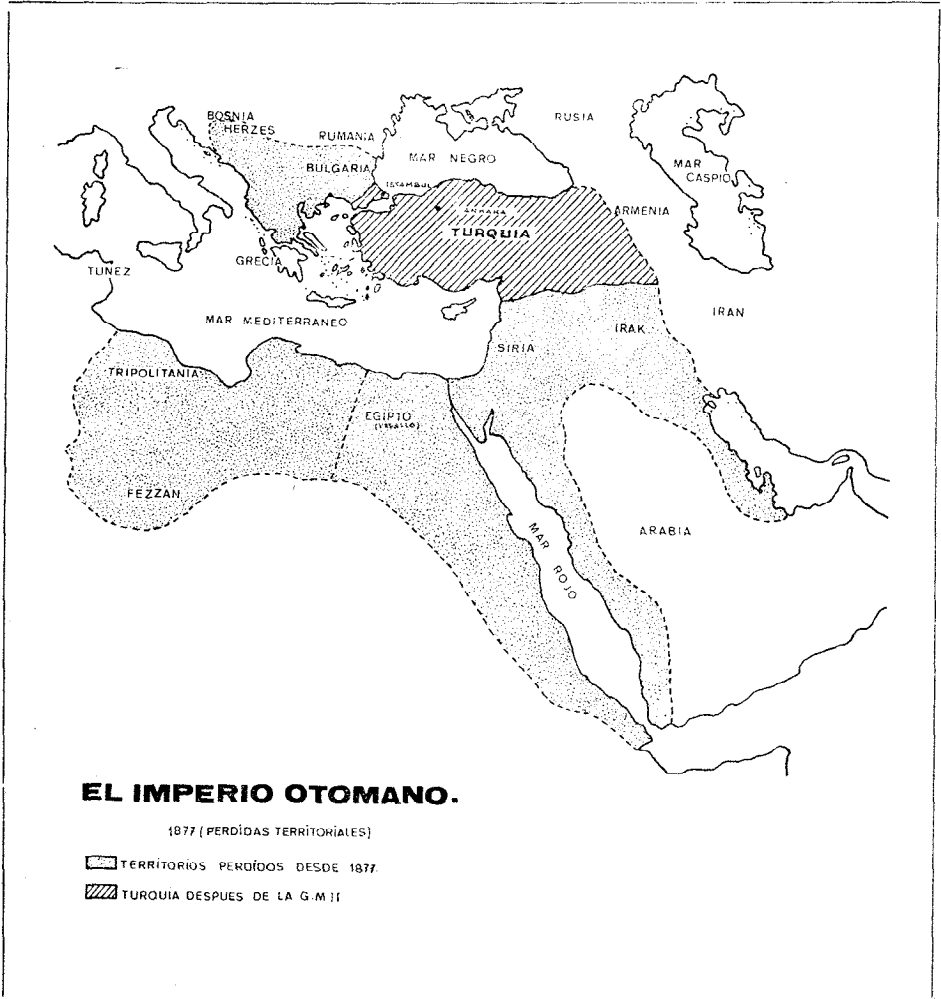 BOSNIA
HERZES
RUMANIA
RUSIA
MAR NEGRO
MAR
CASPIO
BULGARIA
ISTAMBUL
ANKARA
ARMENIA
TURQUIA
GRECIA
TUNEZ
MAR MEDITERRANEO
SIRIA
IRAK
IRAN
TRIPOLITANIA
EGIPTO
(VASALLO)
FEZZAN
MAR ROJO
ARABIA
EL IMPERIO OTOMANO.
1877 (PERDIDAS TERRITORIALES)
TERRITORIOS PERDIDOS DESDE 1877.
TURQUIA DESPUES DE LA G.M II